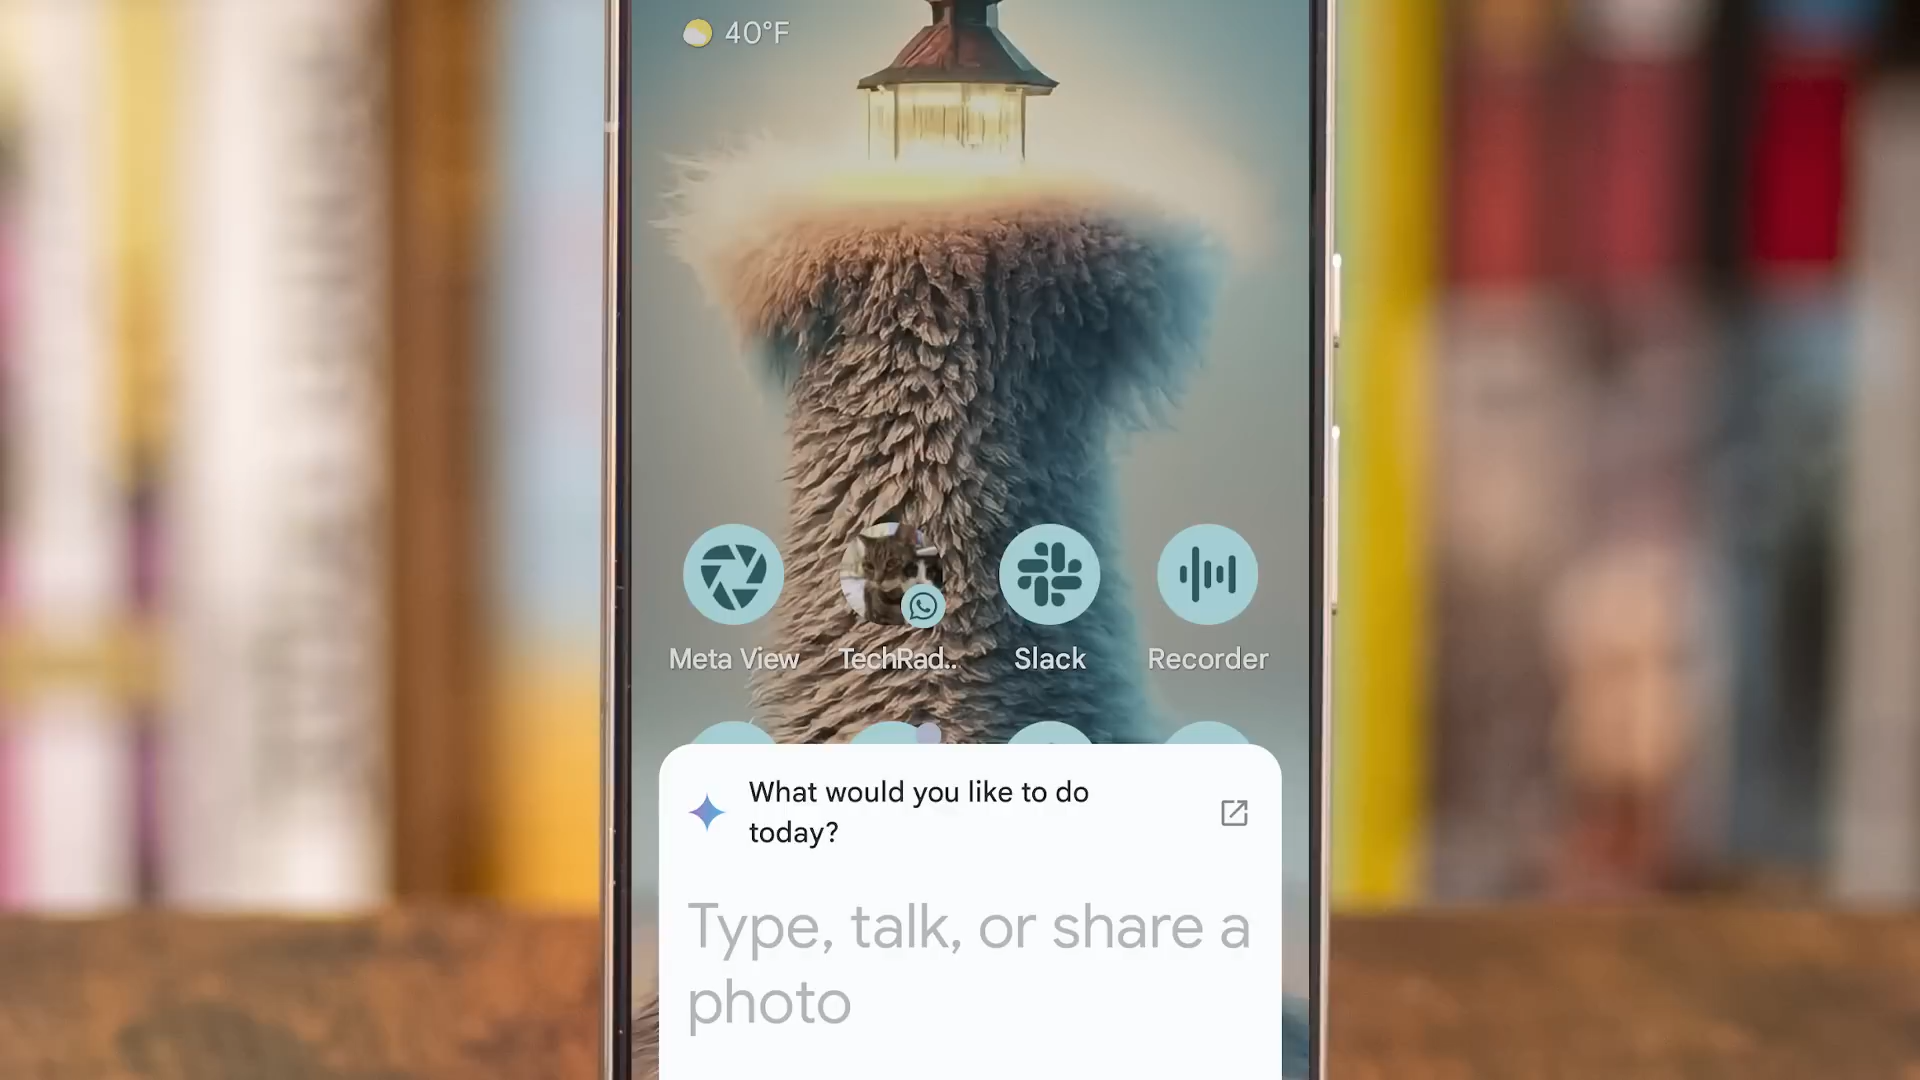 40°F
Meta View
TechRad..
Slack
Recorder
What would you like to do
today?
Type, talk, or share a
photo